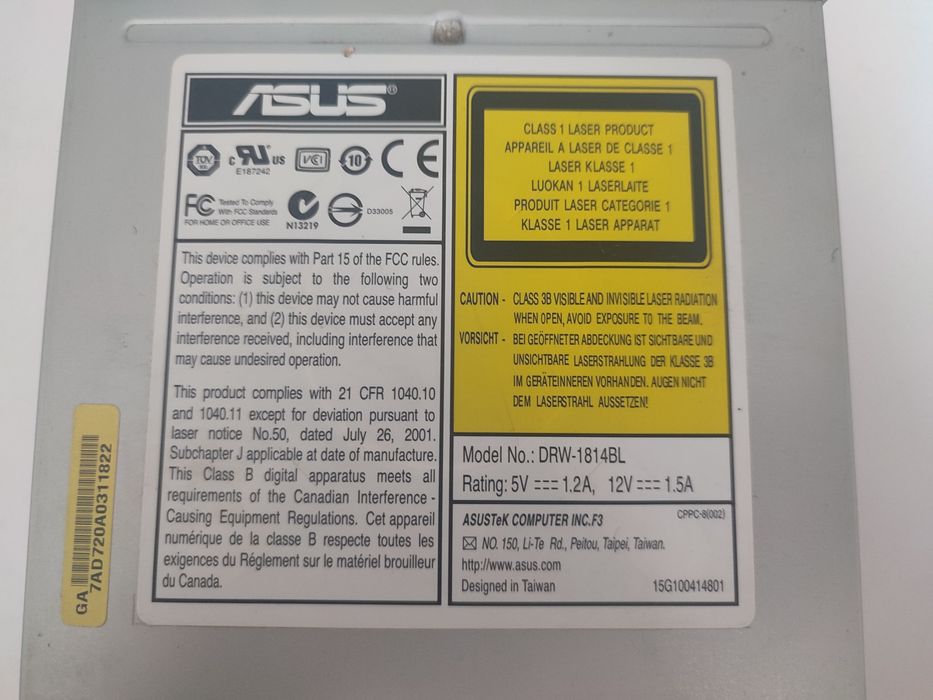 ASUS®
TÜV
c RU US
E187242
VCI
10
CE
FC Tested To Comply
With FCC Standards
FOR HOME OR OFFICE USE
N13219
D33005
This device complies with Part 15 of the FCC rules.
Operation is subject to the following two
conditions: (1) this device may not cause harmful
interference, and (2) this device must accept any
interference received, including interference that
may cause undesired operation.
This product complies with 21 CFR 1040.10
and 1040.11 except for deviation pursuant to
laser notice No.50, dated July 26, 2001.
Subchapter J applicable at date of manufacture.
This Class B digital apparatus meets all
requirements of the Canadian Interference -
Causing Equipment Regulations. Cet appareil
numérique de la classe B respecte toutes les
exigences du Réglement sur le matériel brouilleur
du Canada.
CLASS 1 LASER PRODUCT
APPAREIL A LASER DE CLASSE 1
LASER KLASSE 1
LUOKAN 1 LASERLAITE
PRODUIT LASER CATEGORIE 1
KLASSE 1 LASER APPARAT
CAUTION - CLASS 3B VISIBLE AND INVISIBLE LASER RADIATION
WHEN OPEN, AVOID EXPOSURE TO THE BEAM.
VORSICHT - BEI GEÖFFNETER ABDECKUNG IST SICHTBARE UND
UNSICHTBARE LASERSTRAHLUNG DER KLASSE 3B
IM GERÄTEINNEREN VORHANDEN. AUGEN NICHT
DEM LASERSTRAHL AUSSETZEN!
Model No.: DRW-1814BL
Rating: 5V 1.2A, 12V 1.5A
ASUSTeK COMPUTER INC.F3
CPPC-8(002)
NO. 150, Li-Te Rd., Peitou, Taipei, Taiwan.
http://www.asus.com
Designed in Taiwan
15G100414801
GA
7AD720A0311822